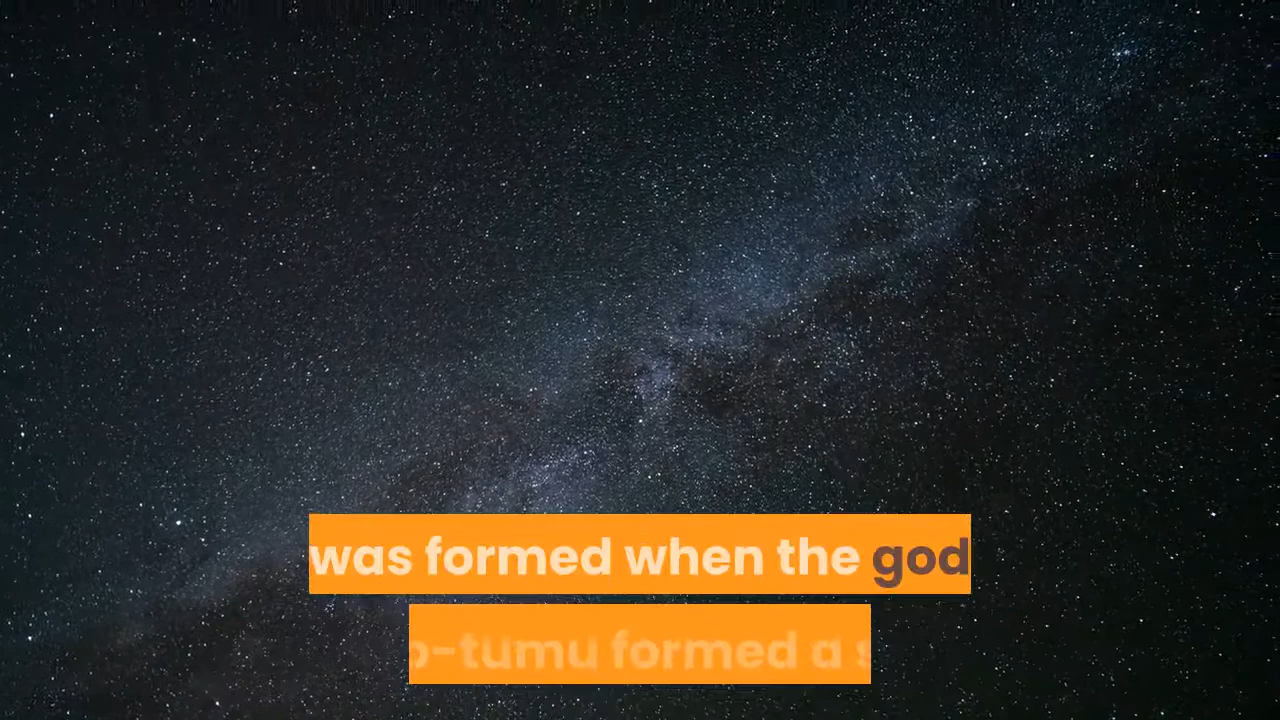 was formed when the god
-tumu formed a